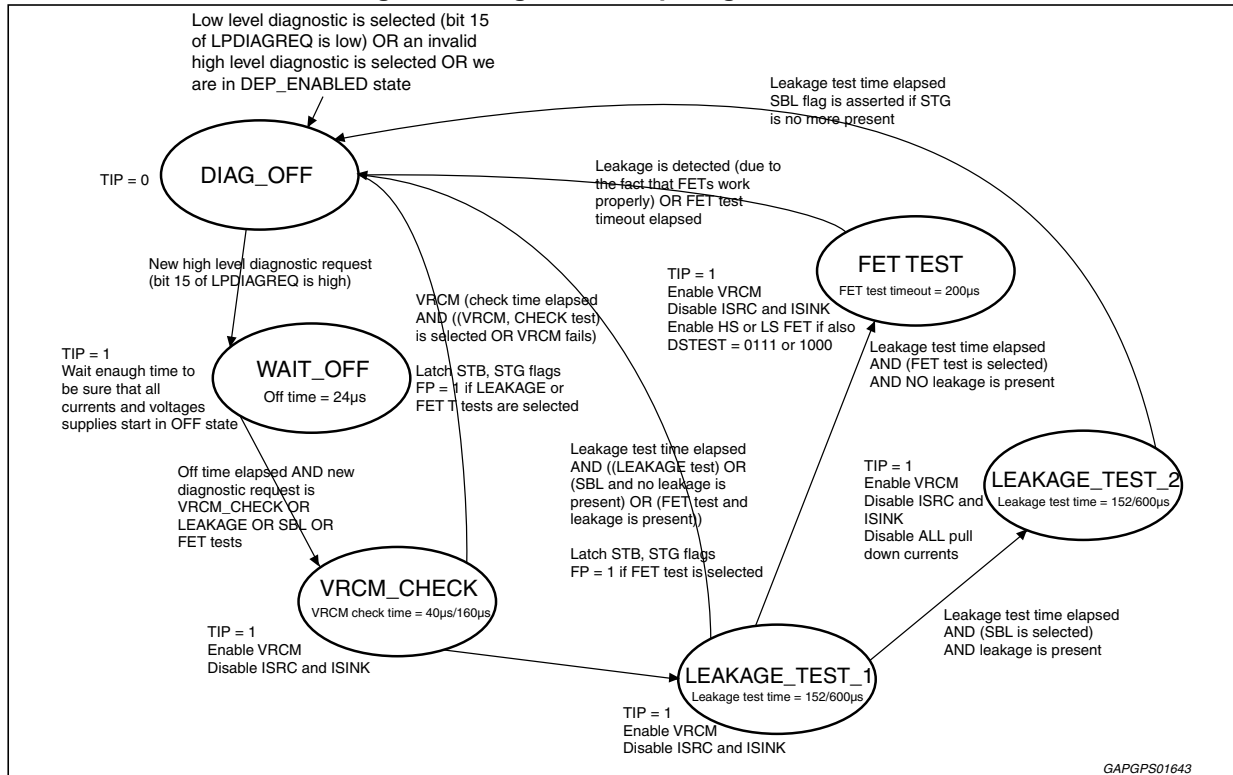 Low level diagnostic is selected (bit 15
of LPDIAGREQ is low) OR an invalid
high level diagnostic is selected OR we
are in DEP_ENABLED state
Leakage test time elapsed
SBL flag is asserted if STG
is no more present
TIP = 0
DIAG_OFF
Leakage is detected (due to
the fact that FETs work
properly) OR FET test
timeout elapsed
New high level diagnostic request
(bit 15 of LPDIAGREQ is high)
FET TEST
FET test timeout = 200µs
TIP = 1
Enable VRCM
Disable ISRC and ISINK
Enable HS or LS FET if also
DSTEST = 0111 or 1000
VRCM (check time elapsed
AND ((VRCM, CHECK test)
is selected OR VRCM fails)
Latch STB, STG flags
FP = 1 if LEAKAGE or
FET T tests are selected
TIP = 1
Wait enaugh time to
be sure that all
currents and voltages
supplies start in OFF state
WAIT_OFF
Off time = 24µs
Leakage test time elapsed
AND (FET test is selected)
AND NO leakage is present
Off time elapsed AND new
diagnostic request is
VRCM_CHECK OR
LEAKAGE OR SBL OR
FET tests
Leakage test time elapsed
AND ((LEAKAGE test) OR
(SBL and no leakage is
present) OR (FET test and
leakage is present))
Latch STB, STG flags
FP = 1 if FET test is selected
TIP = 1
Enable VRCM
Disable ISRC and
ISINK
Disable ALL pull
down currents
LEAKAGE_TEST_2
Leakage test time = 152/600µs
VRCM_CHECK
VRCM check time = 40µs/160µs
TIP = 1
Enable VRCM
Disable ISRC and ISINK
Leakage test time elapsed
AND (SBL is selected)
AND leakage is present
LEAKAGE_TEST_1
Leakage test time = 152/600µs
TIP = 1
Enable VRCM
Disable ISRC and ISINK
GAPGPS01643